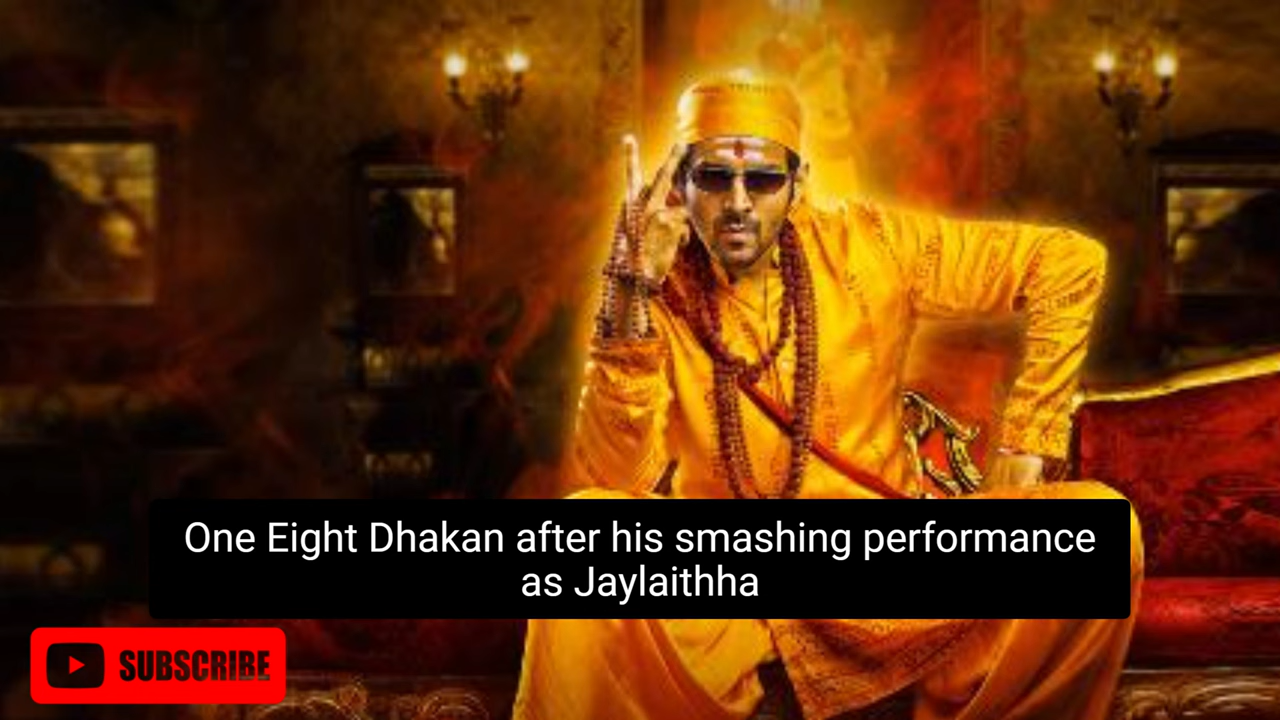 One Eight Dhakan after his smashing performance
as Jaylaithha
SUBSCRIBE